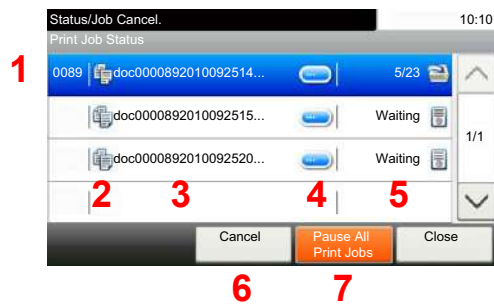 Status/Job Cancel.
10:10
Print Job Status
1
0089 doc0000892010092514... 5/23
doc0000892010092515... Waiting
1/1
doc0000892010092520... Waiting
2 3 4 5
Cancel
Pause All
Print Jobs
Close
6 7